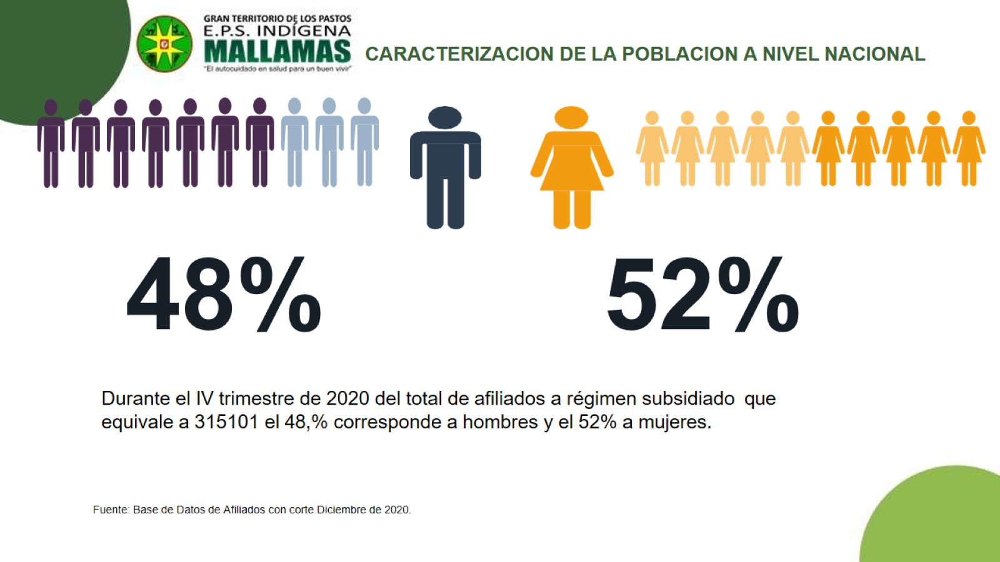 GRAN TERRITORIO DE LOS PASTOS
E.P.S. INDÍGENA
MALLAMAS
"El autocuidado en salud para un buen vivir"
CARACTERIZACION DE LA POBLACION A NIVEL NACIONAL
48%
52%
Durante el IV trimestre de 2020 del total de afiliados a régimen subsidiado que
equivale a 315101 el 48,% corresponde a hombres y el 52% a mujeres.
Fuente: Base de Datos de Afiliados con corte Diciembre de 2020.